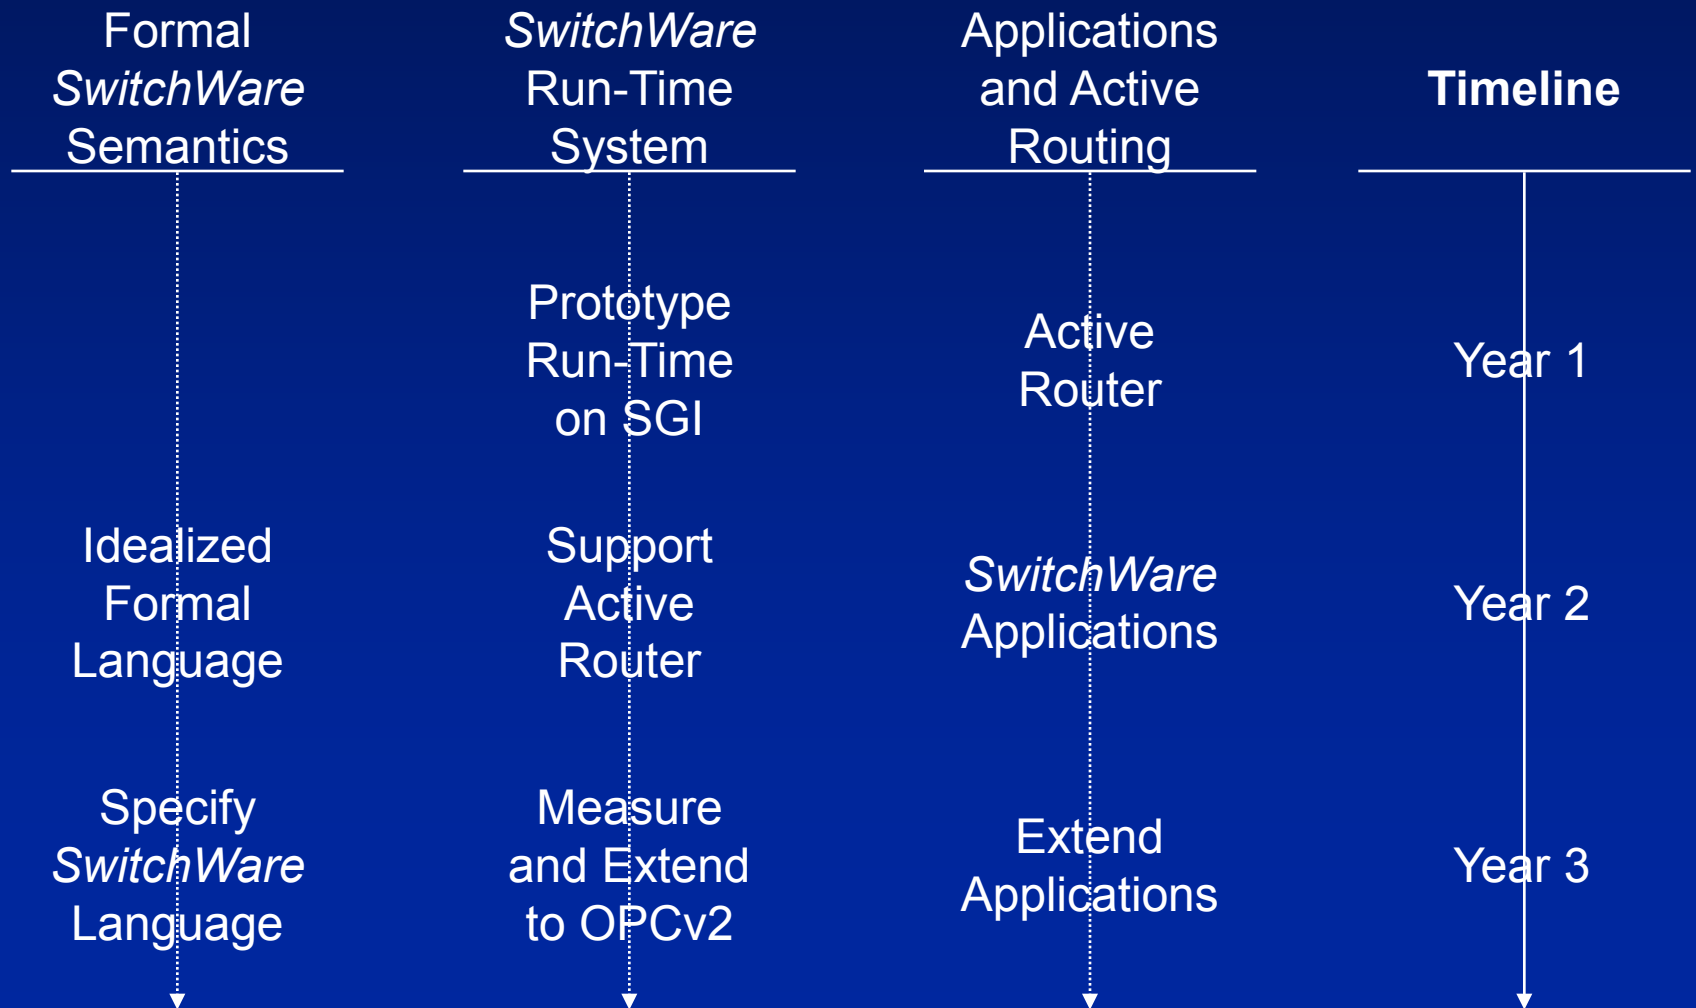 Formal
SwitchWare
Semantics
SwitchWare
Run-Time
System
Applications
and Active
Routing
Timeline
Prototype
Run-Time
on SGI
Active
Router
Year 1
Idealized
Formal
Language
Support
Active
Router
SwitchWare
Applications
Year 2
Specify
SwitchWare
Language
Measure
and Extend
to OPCv2
Extend
Applications
Year 3